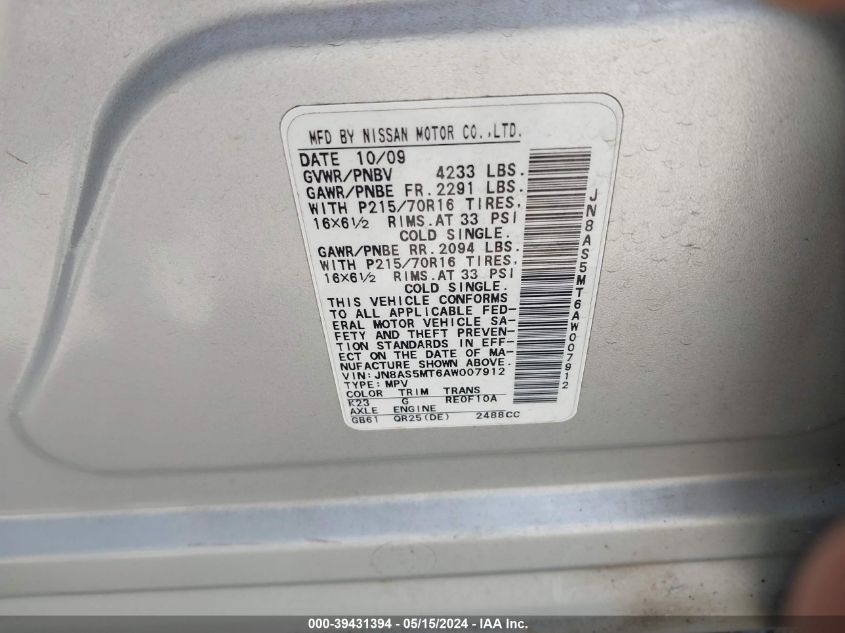 MFD BY NISSAN MOTOR CO.,LTD.
DATE 10/09
GVWR/PNBV 4233 LBS.
GAWR/PNBE FR. 2291 LBS.
WITH P215/70R16 TIRES,
16X6½ RIMS.AT 33 PSI
COLD SINGLE.
GAWR/PNBE RR. 2094 LBS.
WITH P215/70R16 TIRES,
16X6½ RIMS.AT 33 PSI
COLD SINGLE.
THIS VEHICLE CONFORMS
TO ALL APPLICABLE FED-
ERAL MOTOR VEHICLE SA-
FETY AND THEFT PREVEN-
TION STANDARDS IN EFF-
ECT ON THE DATE OF MA-
NUFACTURE SHOWN ABOVE.
VIN: JN8AS5MT6AW007912
TYPE: MPV
COLOR TRIM TRANS
K23 G RE0F10A
AXLE ENGINE
GB61 QR25(DE) 2488CC
JN8AS5MT6AW007912
000-39431394 - 05/15/2024 - IAA Inc.